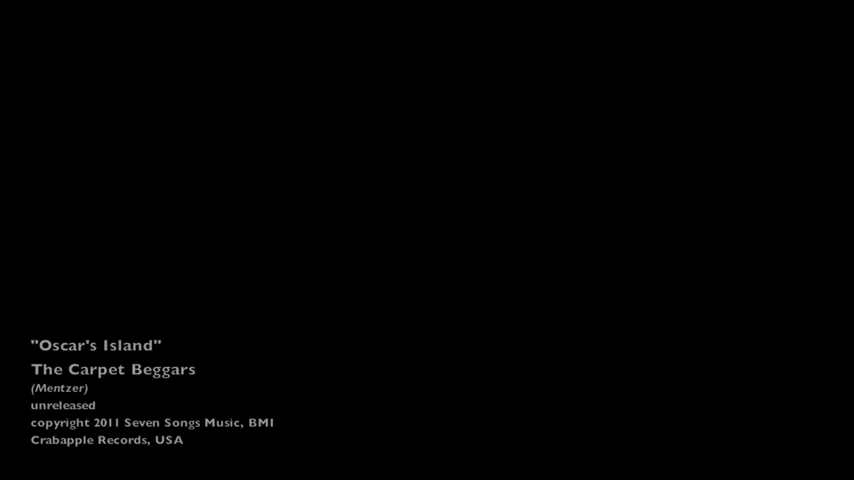 "Oscar's Island"
The Carpet Beggars
(Mentzer)
unreleased
copyright 2011 Seven Songs Music, BMI
Crabapple Records, USA